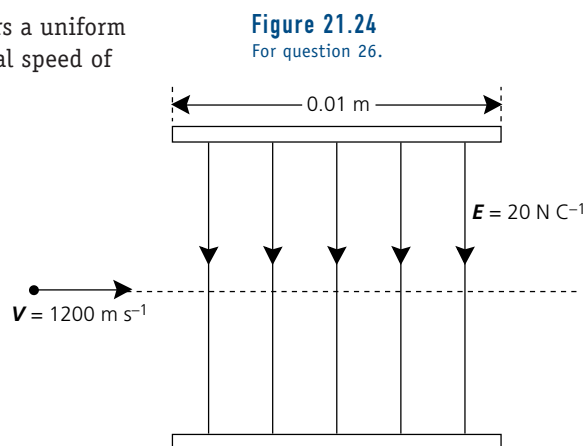 rs a uniform
al speed of
Figure 21.24
For question 26.
0.01 m
E = 20 N C⁻¹
V = 1200 m s⁻¹